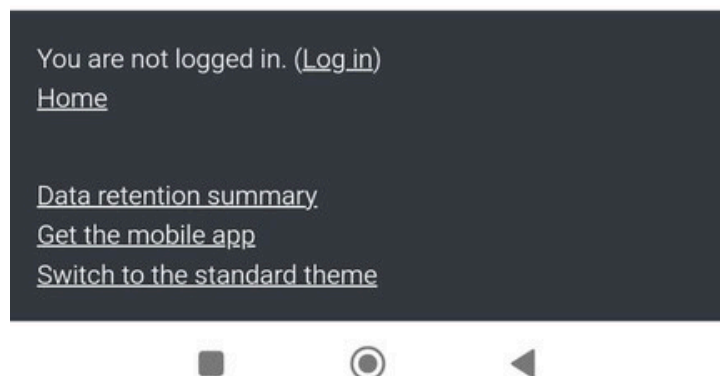 You are not logged in. (Log in)
Home
Data retention summary
Get the mobile app
Switch to the standard theme